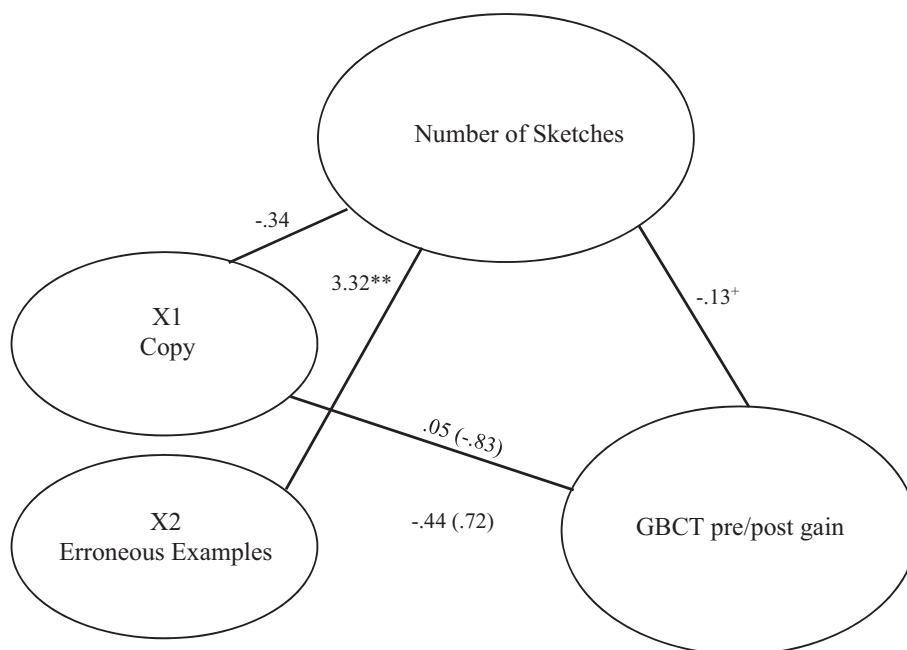 Number of Sketches
-.34
3.32**
-.13+
X1
Copy
.05 (-.83)
X2
Erroneous Examples
-.44 (.72)
GBCT pre/post gain